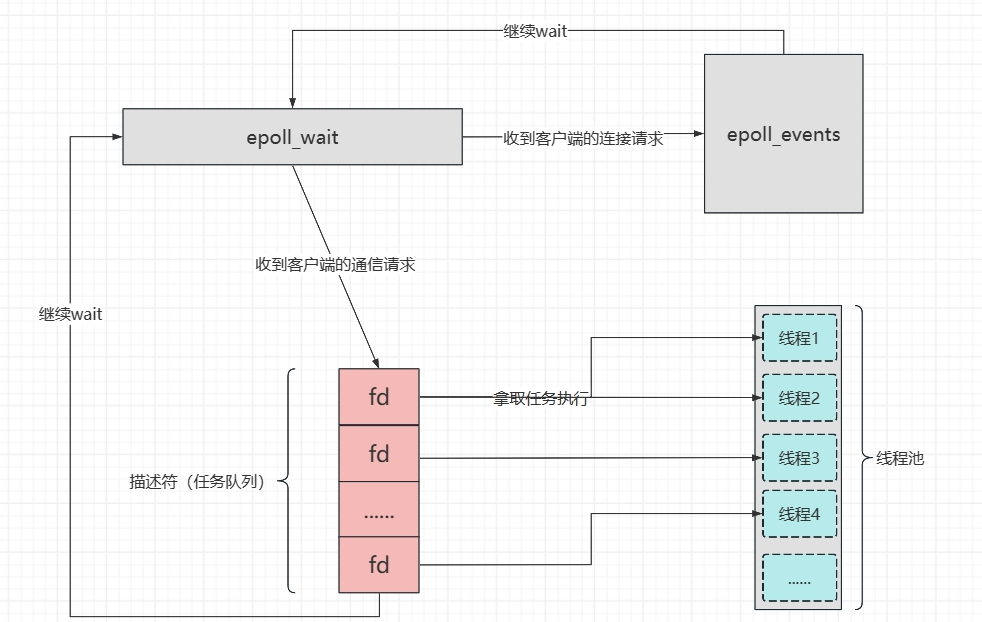 继续wait
epoll_wait
收到客户端的连接请求
epoll_events
收到客户端的通信请求
继续wait
线程1
fd
拿取任务执行
线程2
fd
线程3
线程池
描述符（任务队列）
......
线程4
fd
......